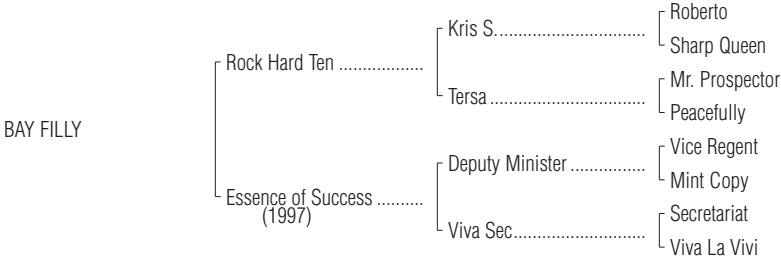 Roberto
Kris S.
Sharp Queen
Rock Hard Ten
Mr. Prospector
Tersa
Peacefully
BAY FILLY
Vice Regent
Deputy Minister
Mint Copy
Essence of Success
(1997)
Secretariat
Viva Sec
Viva La Vivi